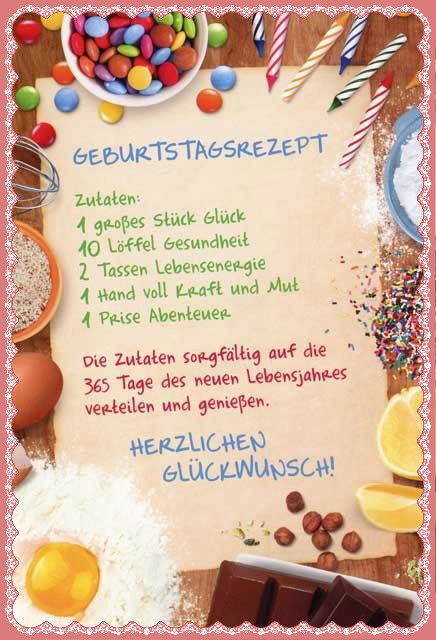 GEBURTSTAGSREZEPT
Zutaten:
1 großes Stück Glück
10 Löffel Gesundheit
2 Tassen Lebensenergie
1 Hand voll Kraft und Mut
1 Prise Abenteuer
Die Zutaten sorgfältig auf die
365 Tage des neuen Lebensjahres
verteilen und genießen.
HERZLICHEN
GLÜCKWUNSCH!